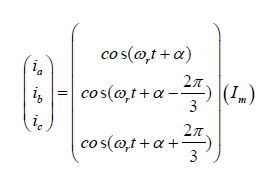 (i_a i_b i_c) = (cos(ω_r t + α)
cos(ω_r t + α − 2π/3)
cos(ω_r t + α + 2π/3)) (I_m)